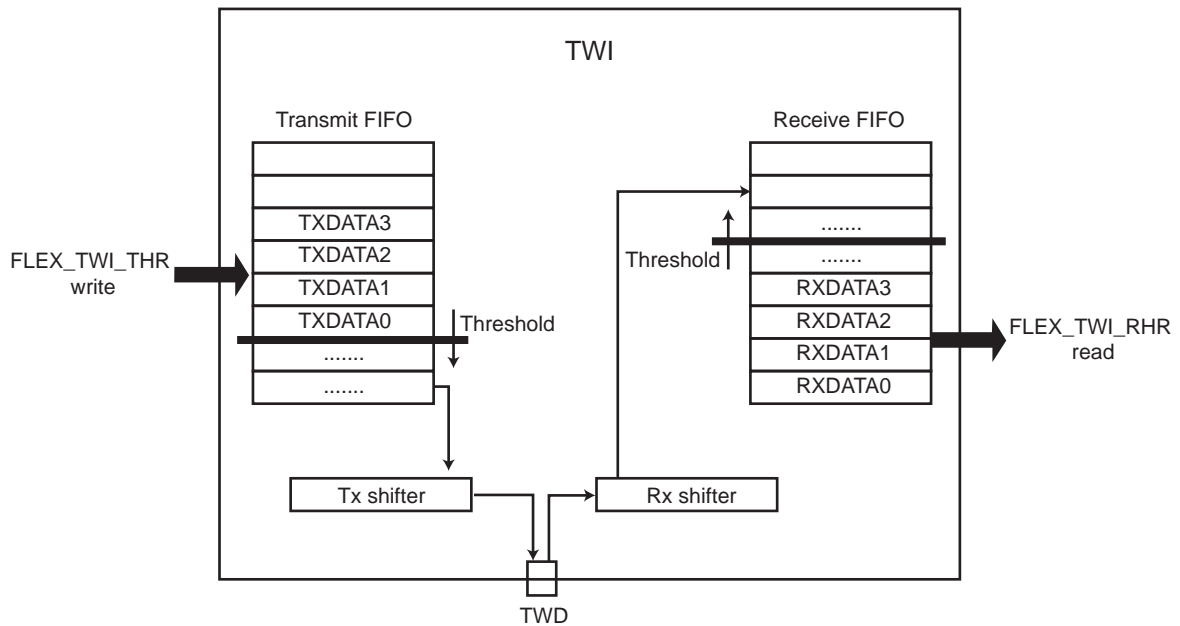 TWI
Transmit FIFO
TXDATA3
TXDATA2
TXDATA1
TXDATA0
.......
.......
FLEX_TWI_THR
write
Threshold
Receive FIFO
.......
.......
RXDATA3
RXDATA2
RXDATA1
RXDATA0
Threshold
FLEX_TWI_RHR
read
Tx shifter
Rx shifter
TWD